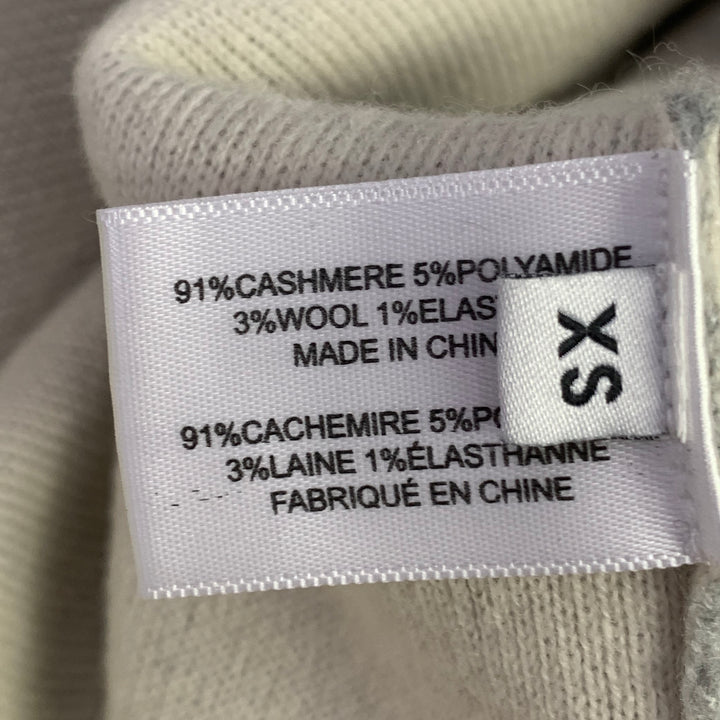 91%CASHMERE 5%POLYAMIDE
3%WOOL 1%ELAS
MADE IN CHIN
XS
91%CACHEMIRE 5%PO
3%LAINE 1%ÉLASTHANNE
FABRIQUÉ EN CHINE